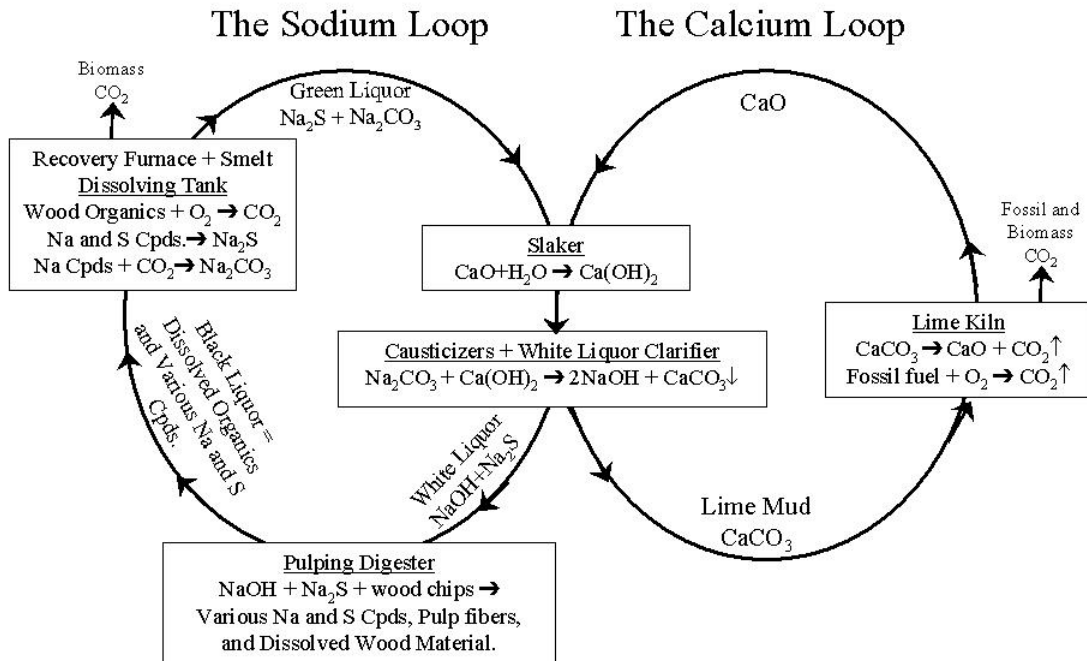 The Sodium Loop
The Calcium Loop
Biomass
CO₂
Green Liquor
Na₂S + Na₂CO₃
CaO
Recovery Furnace + Smelt
Dissolving Tank
Wood Organics + O₂ ➔ CO₂
Na and S Cpds.➔ Na₂S
Na Cpds + CO₂➔ Na₂CO₃
Fossil and
Biomass
CO₂
Slaker
CaO+H₂O ➔ Ca(OH)₂
Lime Kiln
CaCO₃ ➔ CaO + CO₂↑
Fossil fuel + O₂ ➔ CO₂↑
Causticizers + White Liquor Clarifier
Na₂CO₃ + Ca(OH)₂ ➔ 2NaOH + CaCO₃↓
Black Liquor =
Dissolved Organics
and Various Na and S
Cpds.
White Liquor
NaOH+Na₂S
Lime Mud
CaCO₃
Pulping Digester
NaOH + Na₂S + wood chips ➔
Various Na and S Cpds, Pulp fibers,
and Dissolved Wood Material.